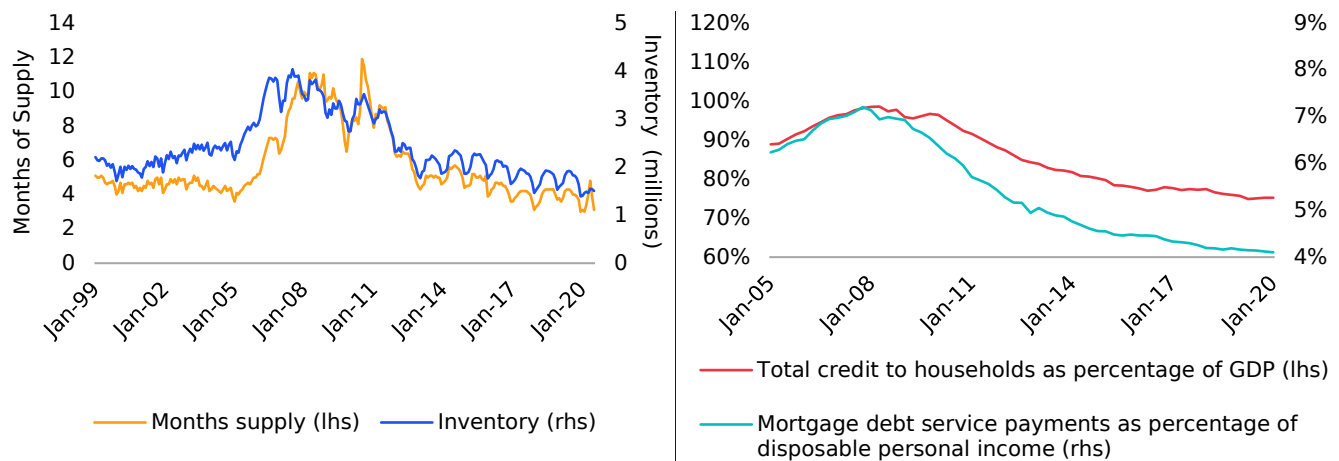 Months of Supply
14
12
10
8
6
4
2
0
Inventory (millions)
5
4
3
2
1
0
Jan-99
Jan-02
Jan-05
Jan-08
Jan-11
Jan-14
Jan-17
Jan-20
Months supply (lhs)
Inventory (rhs)
120%
110%
100%
90%
80%
70%
60%
9%
8%
7%
6%
5%
4%
Jan-05
Jan-08
Jan-11
Jan-14
Jan-17
Jan-20
Total credit to households as percentage of GDP (lhs)
Mortgage debt service payments as percentage of
disposable personal income (rhs)